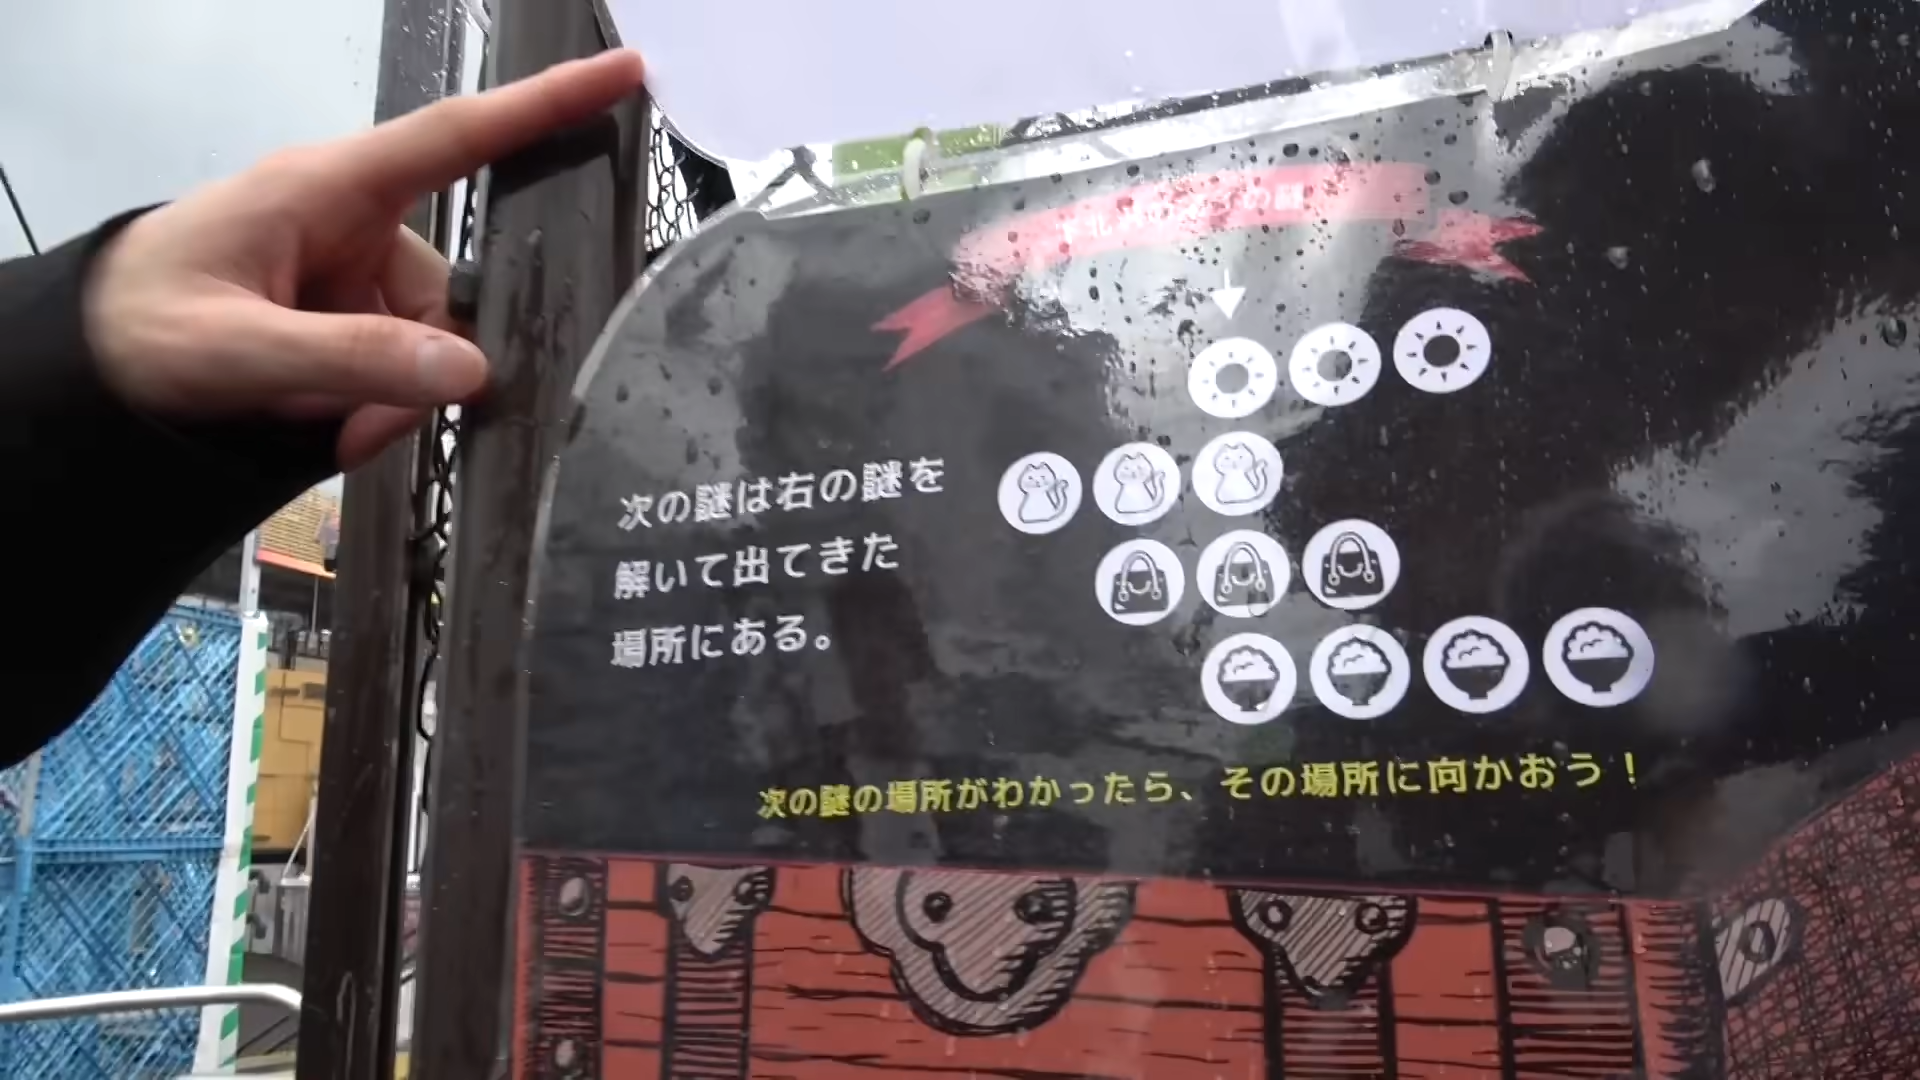 次の謎は右の謎を
解いて出てきた
場所にある。
次の謎の場所がわかったら、その場所に向かおう！